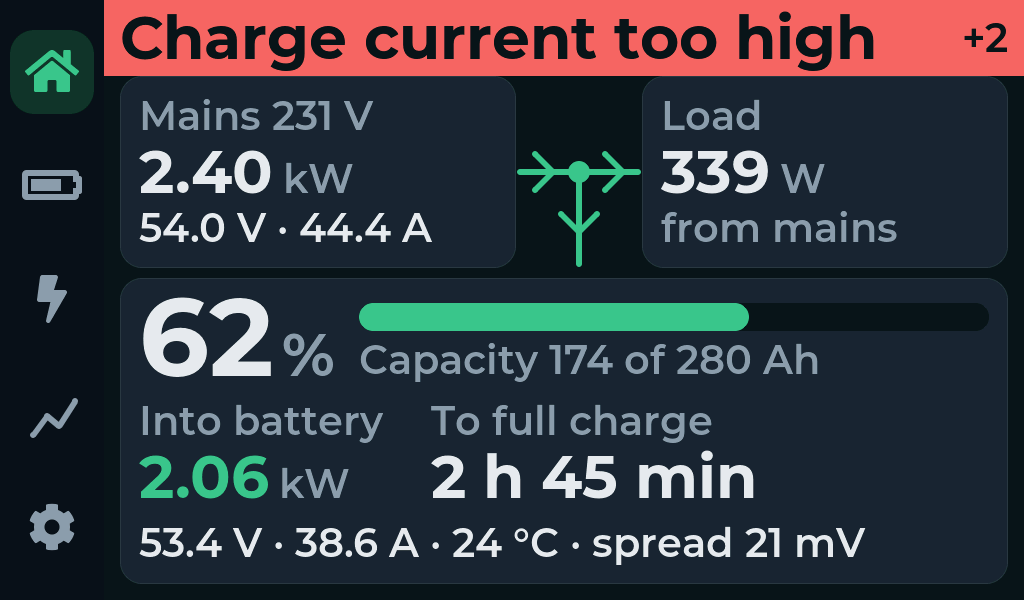 Charge current too high
+2
Mains 231 V
2.40 kW
54.0 V · 44.4 A
Load
339 W
from mains
62 %
Capacity 174 of 280 Ah
Into battery
2.06 kW
To full charge
2 h 45 min
53.4 V · 38.6 A · 24 °C · spread 21 mV